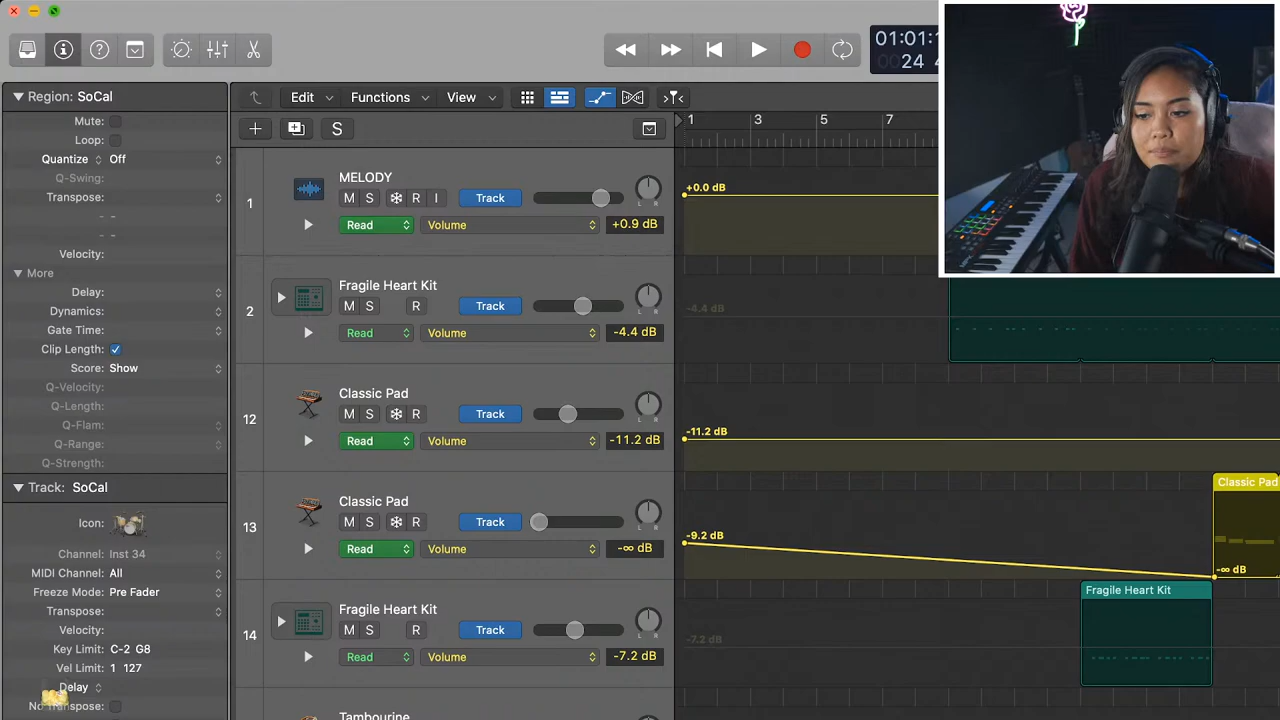 01:01:1
0024 4
Region: SoCal
Edit
Functions
View
Mute:
Loop:
S
1
3
5
7
Quantize
Off
Q-Swing:
Transpose:
- -
- -
Velocity:
More
Delay:
Dynamics:
Gate Time:
Clip Length:
Score: Show
Q-Velocity:
Q-Length:
Q-Flam:
Q-Range:
Q-Strength:
Track: SoCal
Icon:
Channel: Inst 34
MIDI Channel: All
Freeze Mode: Pre Fader
Transpose:
Velocity:
Key Limit: C-2 G8
Vel Limit: 1 127
Delay
No Transpose:
1
MELODY
M S R I Track L R
Read Volume +0.9 dB
+0.0 dB
2
Fragile Heart Kit
M S R Track L R
Read Volume -4.4 dB
-4.4 dB
12
Classic Pad
M S R Track L R
Read Volume -11.2 dB
-11.2 dB
13
Classic Pad
M S R Track L R
Read Volume -∞ dB
-9.2 dB
Classic Pad
-∞ dB
14
Fragile Heart Kit
M S R Track L R
Read Volume -7.2 dB
-7.2 dB
Fragile Heart Kit
Tambourine